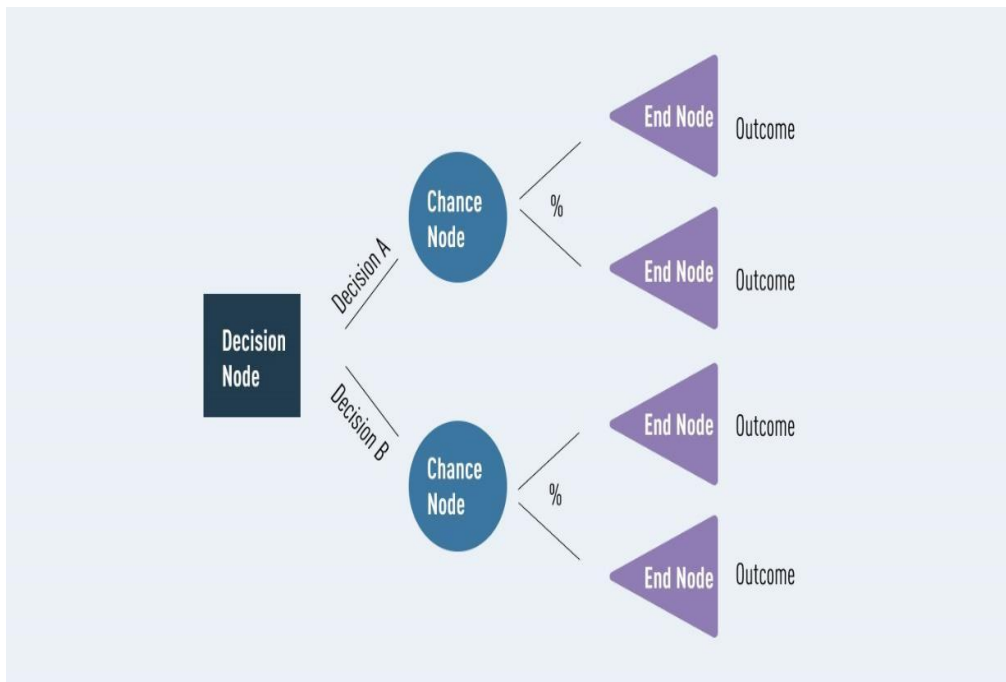 Decision
Node
Decision A
Decision B
Chance
Node
%
End Node
Outcome
End Node
Outcome
Chance
Node
%
End Node
Outcome
End Node
Outcome